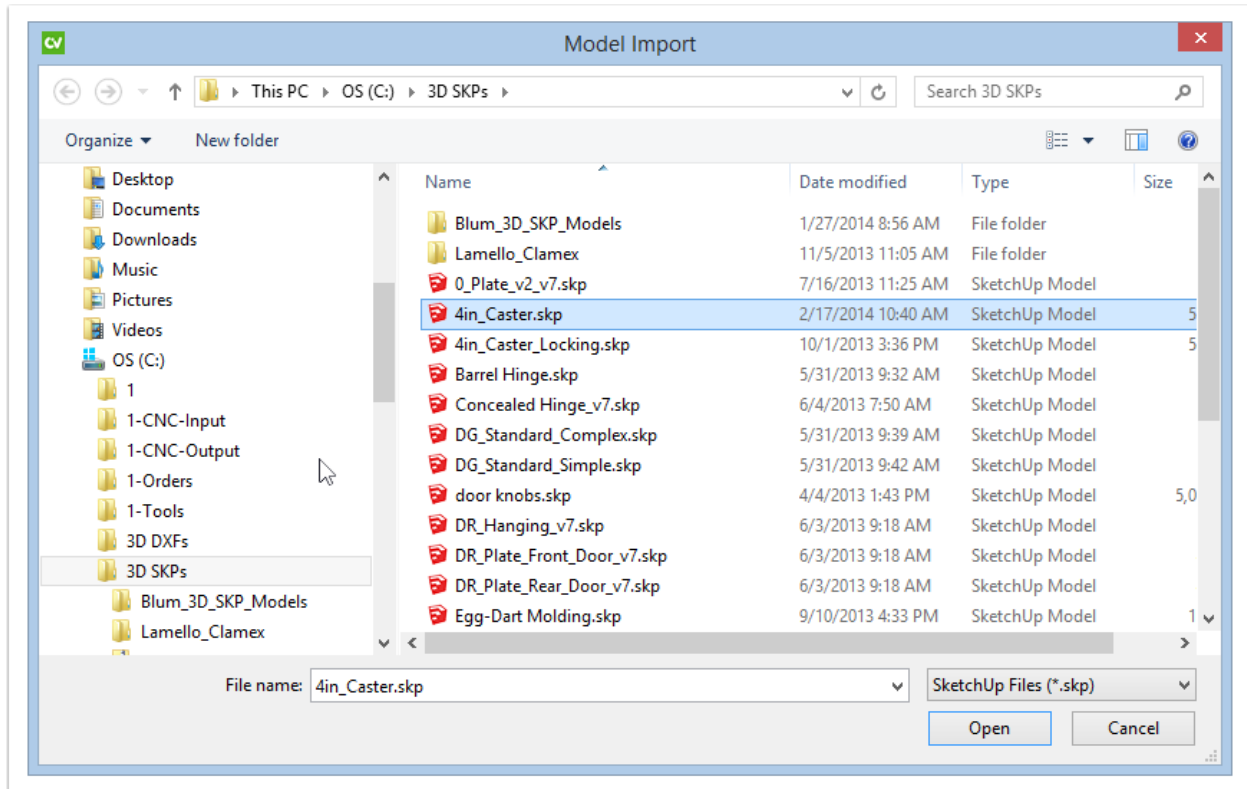 CV Model Import
This PC OS (C:) 3D SKPs Search 3D SKPs
Organize New folder
Desktop
Documents
Downloads
Music
Pictures
Videos
OS (C:)
1
1-CNC-Input
1-CNC-Output
1-Orders
1-Tools
3D DXFs
3D SKPs
Blum_3D_SKP_Models
Lamello_Clamex
Name Date modified Type Size
Blum_3D_SKP_Models 1/27/2014 8:56 AM File folder
Lamello_Clamex 11/5/2013 11:05 AM File folder
0_Plate_v2_v7.skp 7/16/2013 11:25 AM SketchUp Model
4in_Caster.skp 2/17/2014 10:40 AM SketchUp Model 5
4in_Caster_Locking.skp 10/1/2013 3:36 PM SketchUp Model 5
Barrel Hinge.skp 5/31/2013 9:32 AM SketchUp Model
Concealed Hinge_v7.skp 6/4/2013 7:50 AM SketchUp Model
DG_Standard_Complex.skp 5/31/2013 9:39 AM SketchUp Model
DG_Standard_Simple.skp 5/31/2013 9:42 AM SketchUp Model
door knobs.skp 4/4/2013 1:43 PM SketchUp Model 5,0
DR_Hanging_v7.skp 6/3/2013 9:18 AM SketchUp Model
DR_Plate_Front_Door_v7.skp 6/3/2013 9:18 AM SketchUp Model
DR_Plate_Rear_Door_v7.skp 6/3/2013 9:18 AM SketchUp Model
Egg-Dart Molding.skp 9/10/2013 4:33 PM SketchUp Model 1
File name: 4in_Caster.skp SketchUp Files (*.skp)
Open Cancel